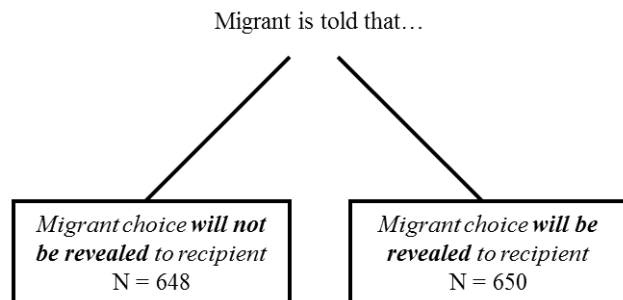 Migrant is told that…
Migrant choice will not
be revealed to recipient
N = 648
Migrant choice will be
revealed to recipient
N = 650